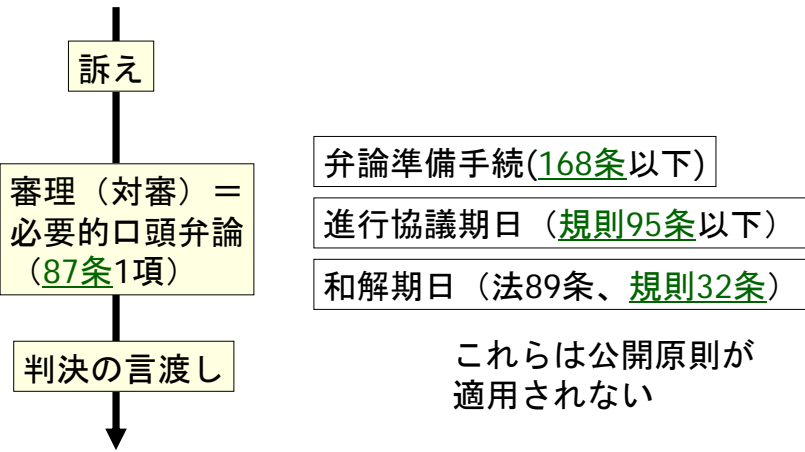 訴え
審理（対審）＝
必要的口頭弁論
（87条1項）
判決の言渡し
弁論準備手続(168条以下)
進行協議期日（規則95条以下）
和解期日（法89条、規則32条）
これらは公開原則が
適用されない